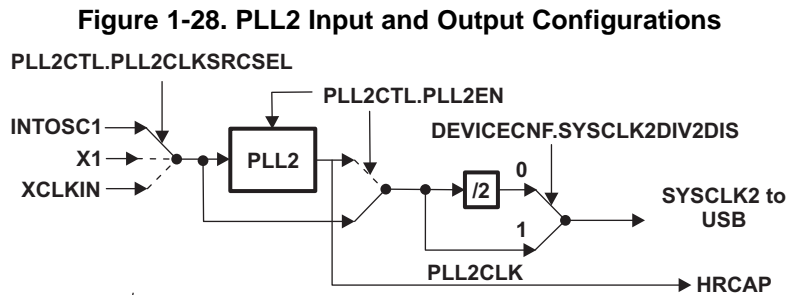 Figure 1-28. PLL2 Input and Output Configurations
PLL2CTL.PLL2CLKSRCSEL
PLL2CTL.PLL2EN
INTOSC1
DEVICECNF.SYSCLK2DIV2DIS
X1
PLL2
XCLKIN
/2
0
SYSCLK2 to
USB
1
PLL2CLK
HRCAP